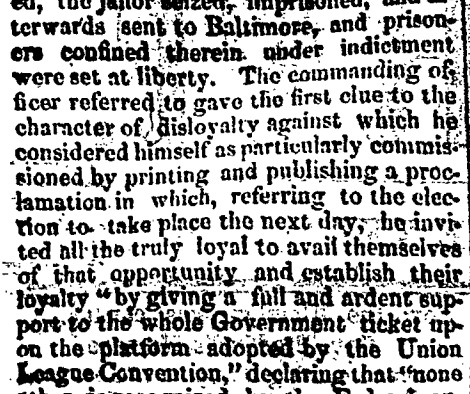 ed, the jailor seized, imprisoned, and
terwards sent to Baltimore, and prison-
ers confined therein under indictment
were set at liberty. The commanding of-
ficer referred to gave the first clue to the
character of disloyalty against which he
considered himself as particularly commis-
sioned by printing and publishing a proc-
lamation in which, referring to the elec-
tion to take place the next day, he invi-
ted all the truly loyal to avail themselves
of that opportunity and establish their
loyalty "by giving a full and ardent sup-
port to the whole Government ticket up-
on the platform adopted by the Union
League Convention," declaring that "none